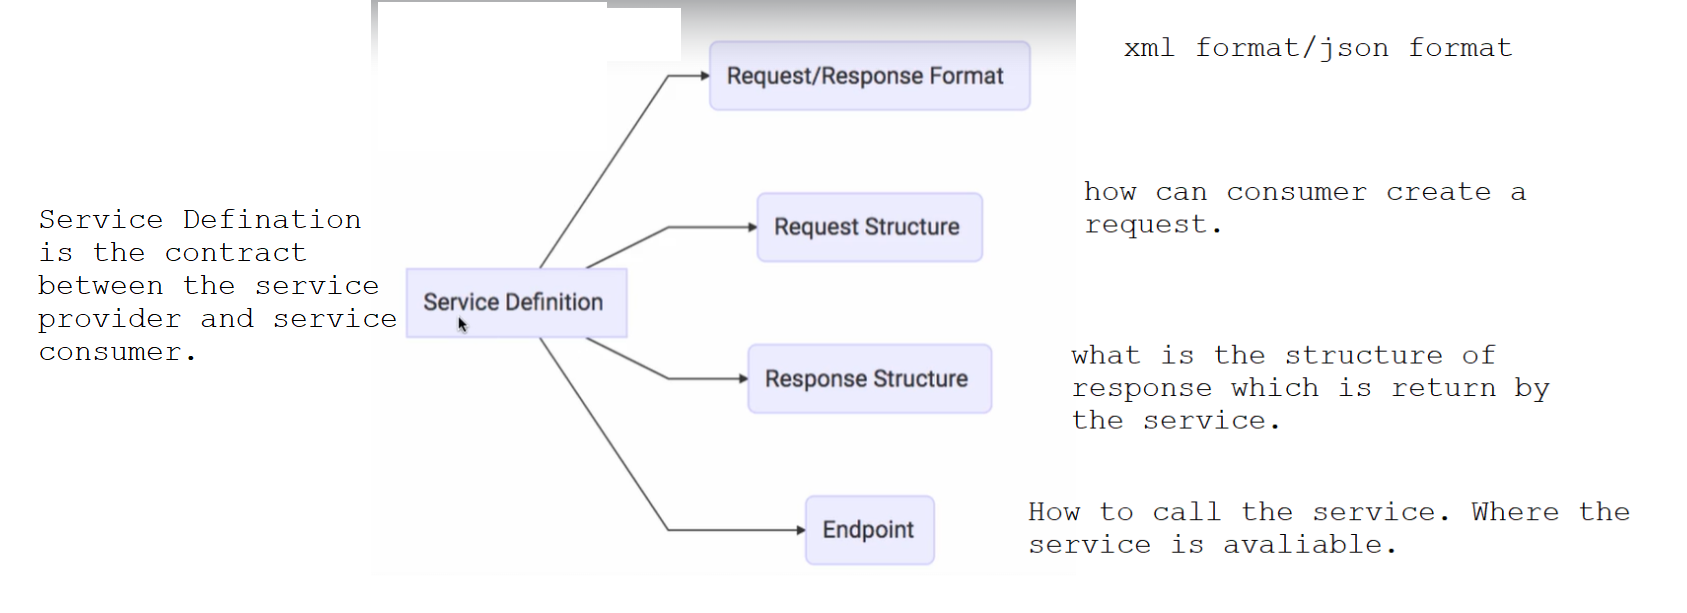 xml format/json format
Request/Response Format
how can consumer create a
request.
Request Structure
Service Defination
is the contract
between the service
provider and service
consumer.
Service Definition
what is the structure of
response which is return by
the service.
Response Structure
How to call the service. Where the
service is avaliable.
Endpoint